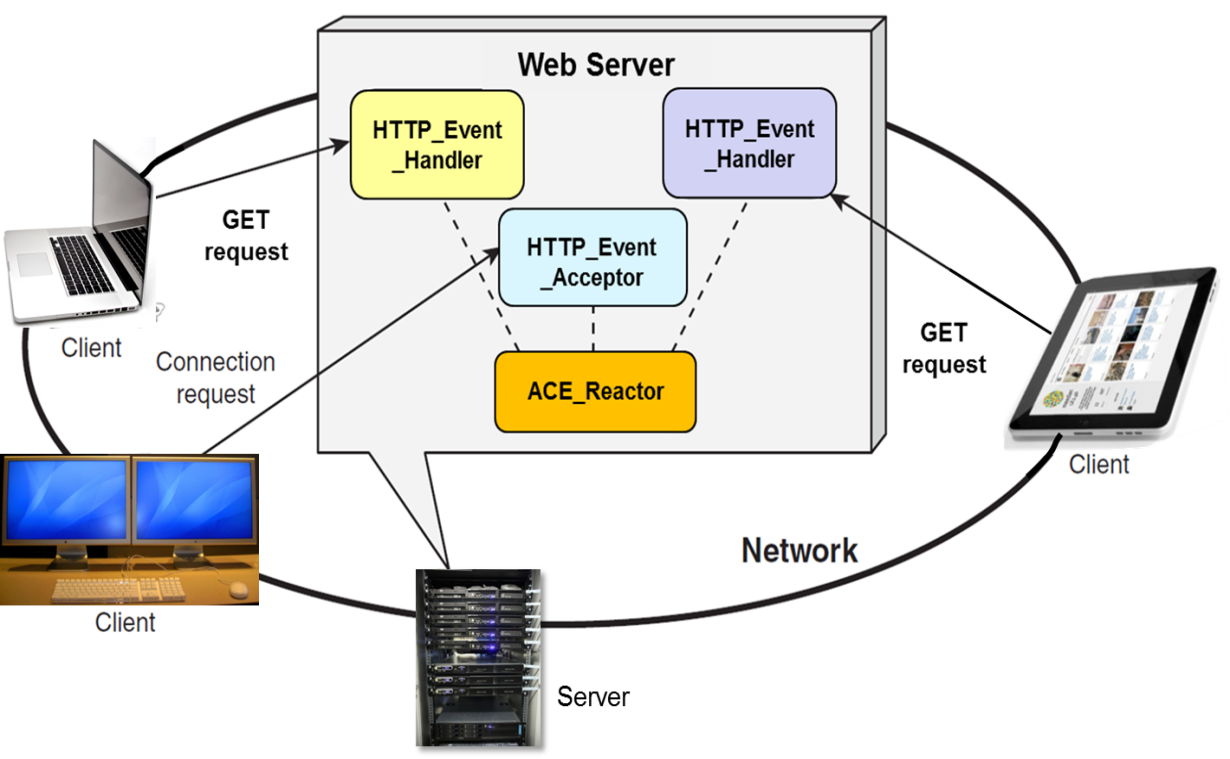 Web Server
HTTP_Event
_Handler
HTTP_Event
_Handler
GET
request
HTTP_Event
_Acceptor
Client
Connection
request
GET
request
ACE_Reactor
Client
Network
Client
Server